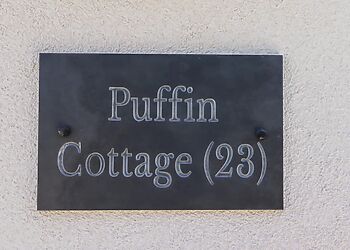 Puffin
Cottage (23)